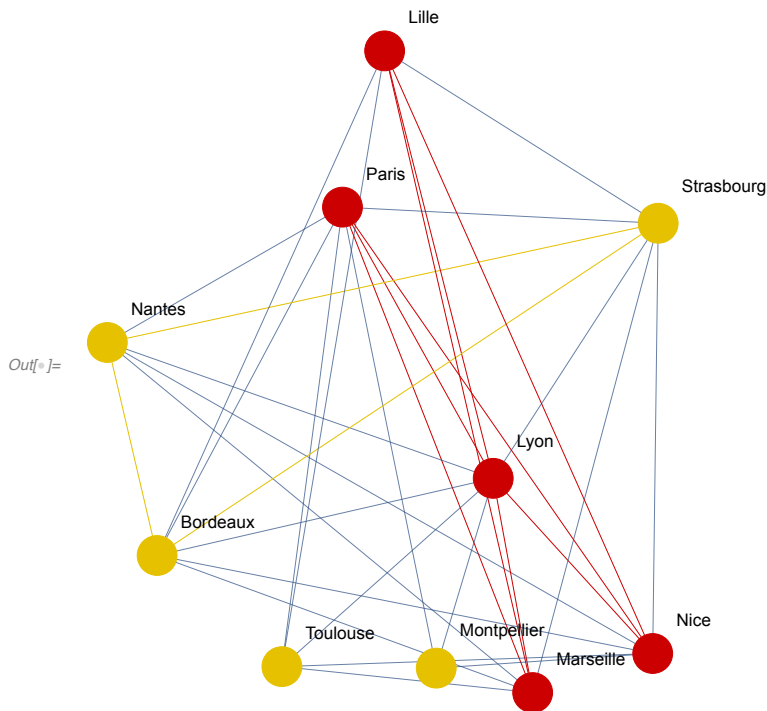 Lille
Paris
Strasbourg
Nantes
Out[●]=
Lyon
Bordeaux
Nice
Toulouse
Montpellier
Marseille